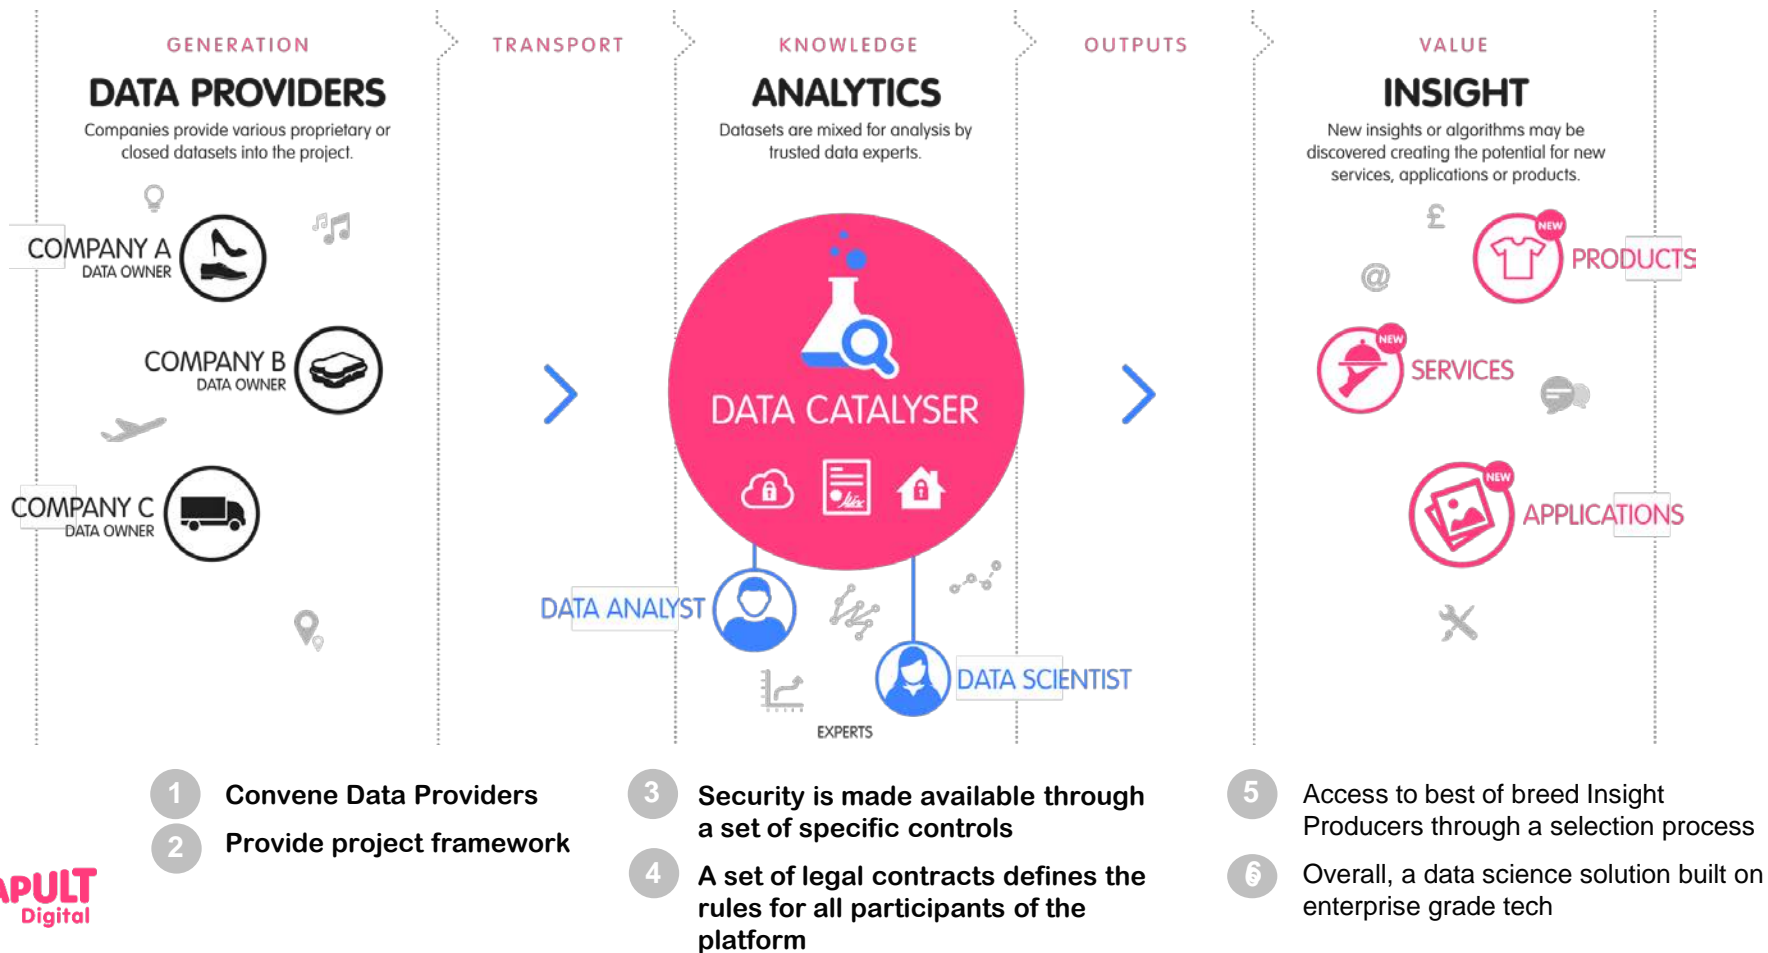 GENERATION
TRANSPORT
KNOWLEDGE
OUTPUTS
VALUE
DATA PROVIDERS
Companies provide various proprietary or
closed datasets into the project.
ANALYTICS
Datasets are mixed for analysis by
trusted data experts.
INSIGHT
New insights or algorithms may be
discovered creating the potential for new
services, applications or products.
COMPANY A
DATA OWNER
COMPANY B
DATA OWNER
COMPANY C
DATA OWNER
DATA CATALYSER
DATA ANALYST
DATA SCIENTIST
EXPERTS
£
NEW
PRODUCTS
@
NEW
SERVICES
NEW
APPLICATIONS
1 Convene Data Providers
2 Provide project framework
3 Security is made available through
a set of specific controls
4 A set of legal contracts defines the
rules for all participants of the
platform
5 Access to best of breed Insight
Producers through a selection process
6 Overall, a data science solution built on
enterprise grade tech
APULT
Digital